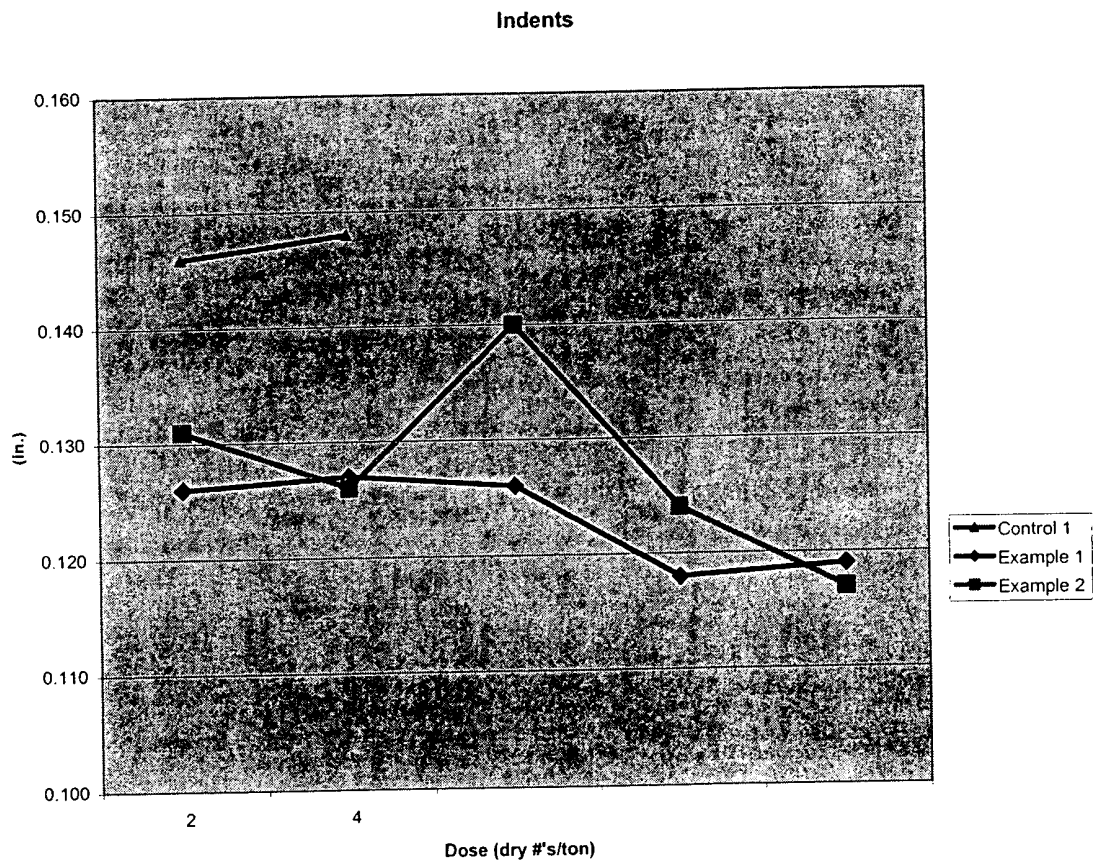 Indents
0.160
0.150
0.140
0.130
0.120
0.110
0.100
(in.)
2 4
Dose (dry #'s/ton)
Control 1
Example 1
Example 2